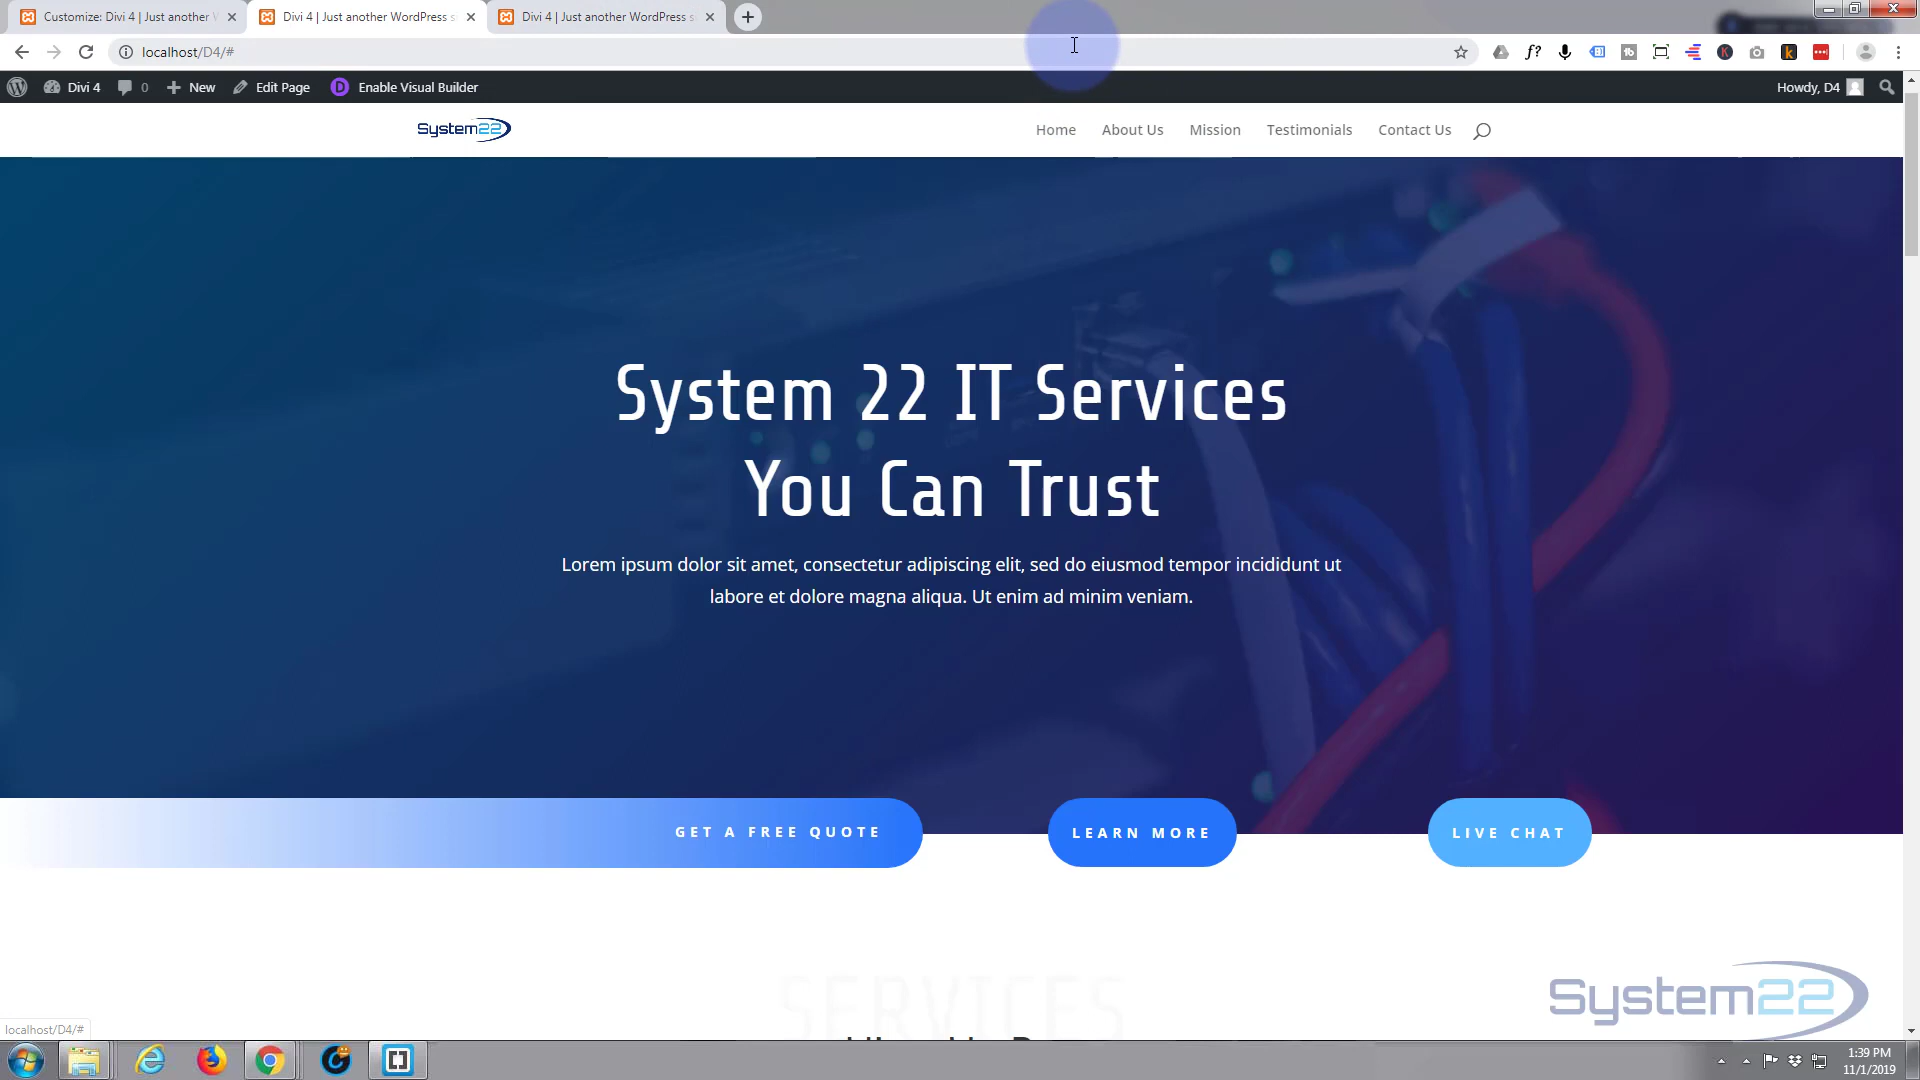 Customize: Divi 4 | Just another W
Divi 4 | Just another WordPress s
Divi 4 | Just another WordPress s
localhost/D4/#
Divi 4
0
New
Edit Page
D
Enable Visual Builder
Howdy, D4
System22
Home
About Us
Mission
Testimonials
Contact Us
System 22 IT Services
You Can Trust
Lorem ipsum dolor sit amet, consectetur adipiscing elit, sed do eiusmod tempor incididunt ut
labore et dolore magna aliqua. Ut enim ad minim veniam.
GET A FREE QUOTE
LEARN MORE
LIVE CHAT
SERVICES
System22
localhost/D4/#
1:39 PM
11/1/2019